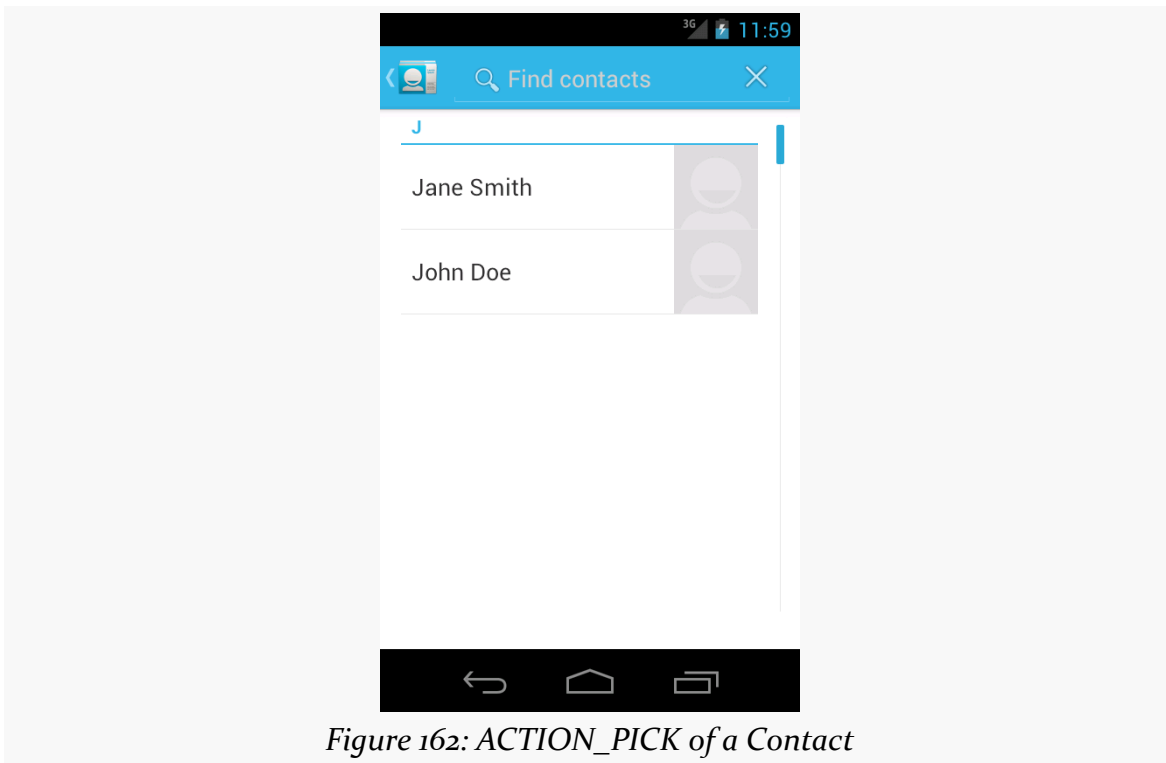 3G 11:59
Find contacts
J
Jane Smith
John Doe
Figure 162: ACTION_PICK of a Contact